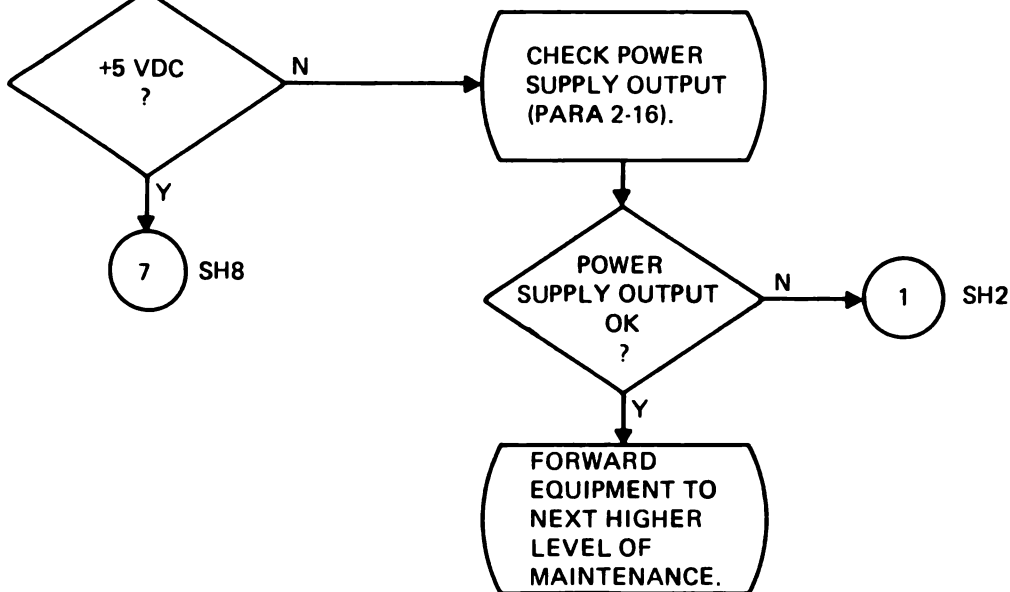 +5 VDC
?
N
CHECK POWER
SUPPLY OUTPUT
(PARA 2-16).
Y
7
SH8
POWER
SUPPLY OUTPUT
OK
?
N
1
SH2
Y
FORWARD
EQUIPMENT TO
NEXT HIGHER
LEVEL OF
MAINTENANCE.